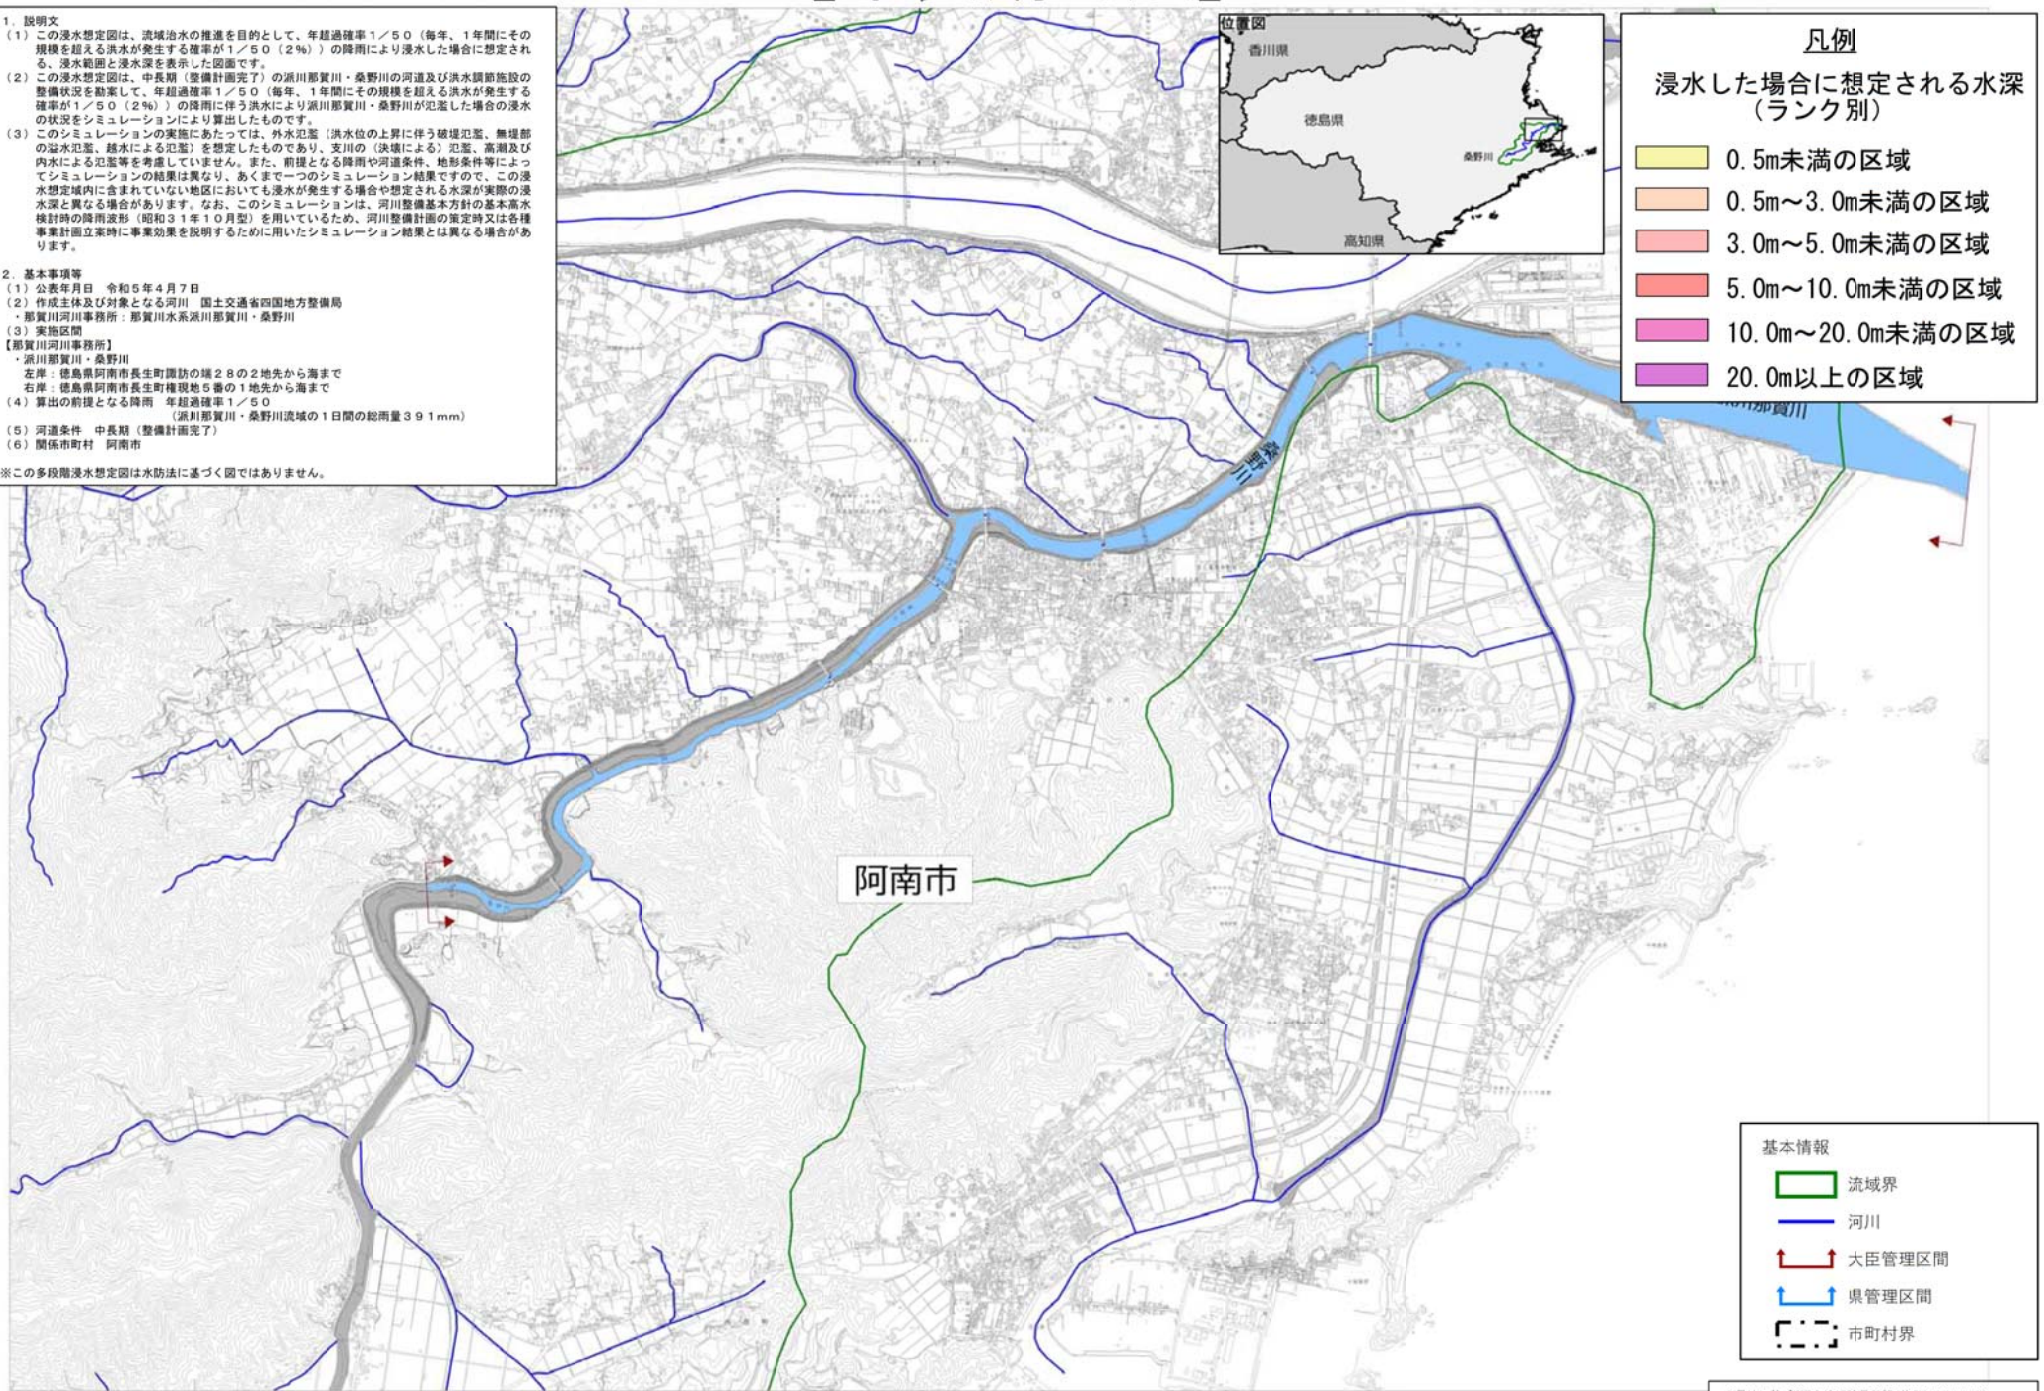 1．説明文
（1）この浸水想定図は、流域治水の推進を目的として、年超過確率1／50（毎年、1年間にその
規模を超える洪水が発生する確率が1／50（2％））の降雨により浸水した場合に想定され
る、浸水範囲と浸水深を表示した図面です。
（2）この浸水想定図は、中長期（整備計画完了）の派川那賀川・桑野川の河道及び洪水調節施設の
整備状況を勘案して、年超過確率1／50（毎年、1年間にその規模を超える洪水が発生する
確率が1／50（2％））の降雨に伴う洪水により派川那賀川・桑野川が氾濫した場合の浸水
の状況をシミュレーションにより算出したものです。
（3）このシミュレーションの実施にあたっては、外水氾濫（洪水位の上昇に伴う破堤氾濫、無堤部
の溢水氾濫、越水による氾濫）を想定したものであり、支川の（決壊による）氾濫、高潮及び
内水による氾濫等を考慮していません。また、前提となる降雨や河道条件、地形条件等によっ
てシミュレーションの結果は異なり、あくまで一つのシミュレーション結果ですので、この浸
水想定域内に含まれていない地区においても浸水が発生する場合や想定される水深が実際の浸
水深と異なる場合があります。なお、このシミュレーションは、河川整備基本方針の基本高水
検討時の降雨波形（昭和31年10月型）を用いているため、河川整備計画の策定時又は各種
事業計画立案時に事業効果を説明するために用いたシミュレーション結果とは異なる場合があ
ります。
2．基本事項等
（1）公表年月日　令和5年4月7日
（2）作成主体及び対象となる河川　国土交通省四国地方整備局
・那賀川河川事務所：那賀川水系派川那賀川・桑野川
（3）実施区間
【那賀川河川事務所】
・派川那賀川・桑野川
左岸：徳島県阿南市長生町諏訪の端28の2地先から海まで
右岸：徳島県阿南市長生町権現地5番の1地先から海まで
（4）算出の前提となる降雨　年超過確率1／50
（派川那賀川・桑野川流域の1日間の総雨量391mm）
（5）河道条件　中長期（整備計画完了）
（6）関係市町村　阿南市
※この多段階浸水想定図は水防法に基づく図ではありません。
位置図
香川県
徳島県
桑野川
高知県
凡例
浸水した場合に想定される水深
（ランク別）
0.5m未満の区域
0.5m～3.0m未満の区域
3.0m～5.0m未満の区域
5.0m～10.0m未満の区域
10.0m～20.0m未満の区域
20.0m以上の区域
派川那賀川
桑野川
阿南市
基本情報
流域界
河川
大臣管理区間
県管理区間
市町村界